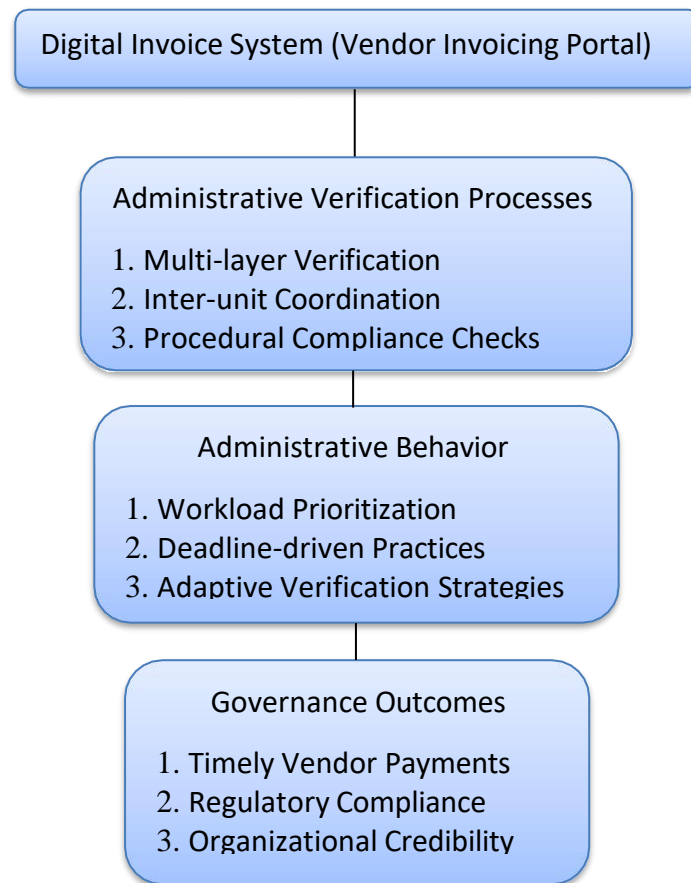 Digital Invoice System (Vendor Invoicing Portal)
Administrative Verification Processes
1. Multi-layer Verification
2. Inter-unit Coordination
3. Procedural Compliance Checks
Administrative Behavior
1. Workload Prioritization
2. Deadline-driven Practices
3. Adaptive Verification Strategies
Governance Outcomes
1. Timely Vendor Payments
2. Regulatory Compliance
3. Organizational Credibility